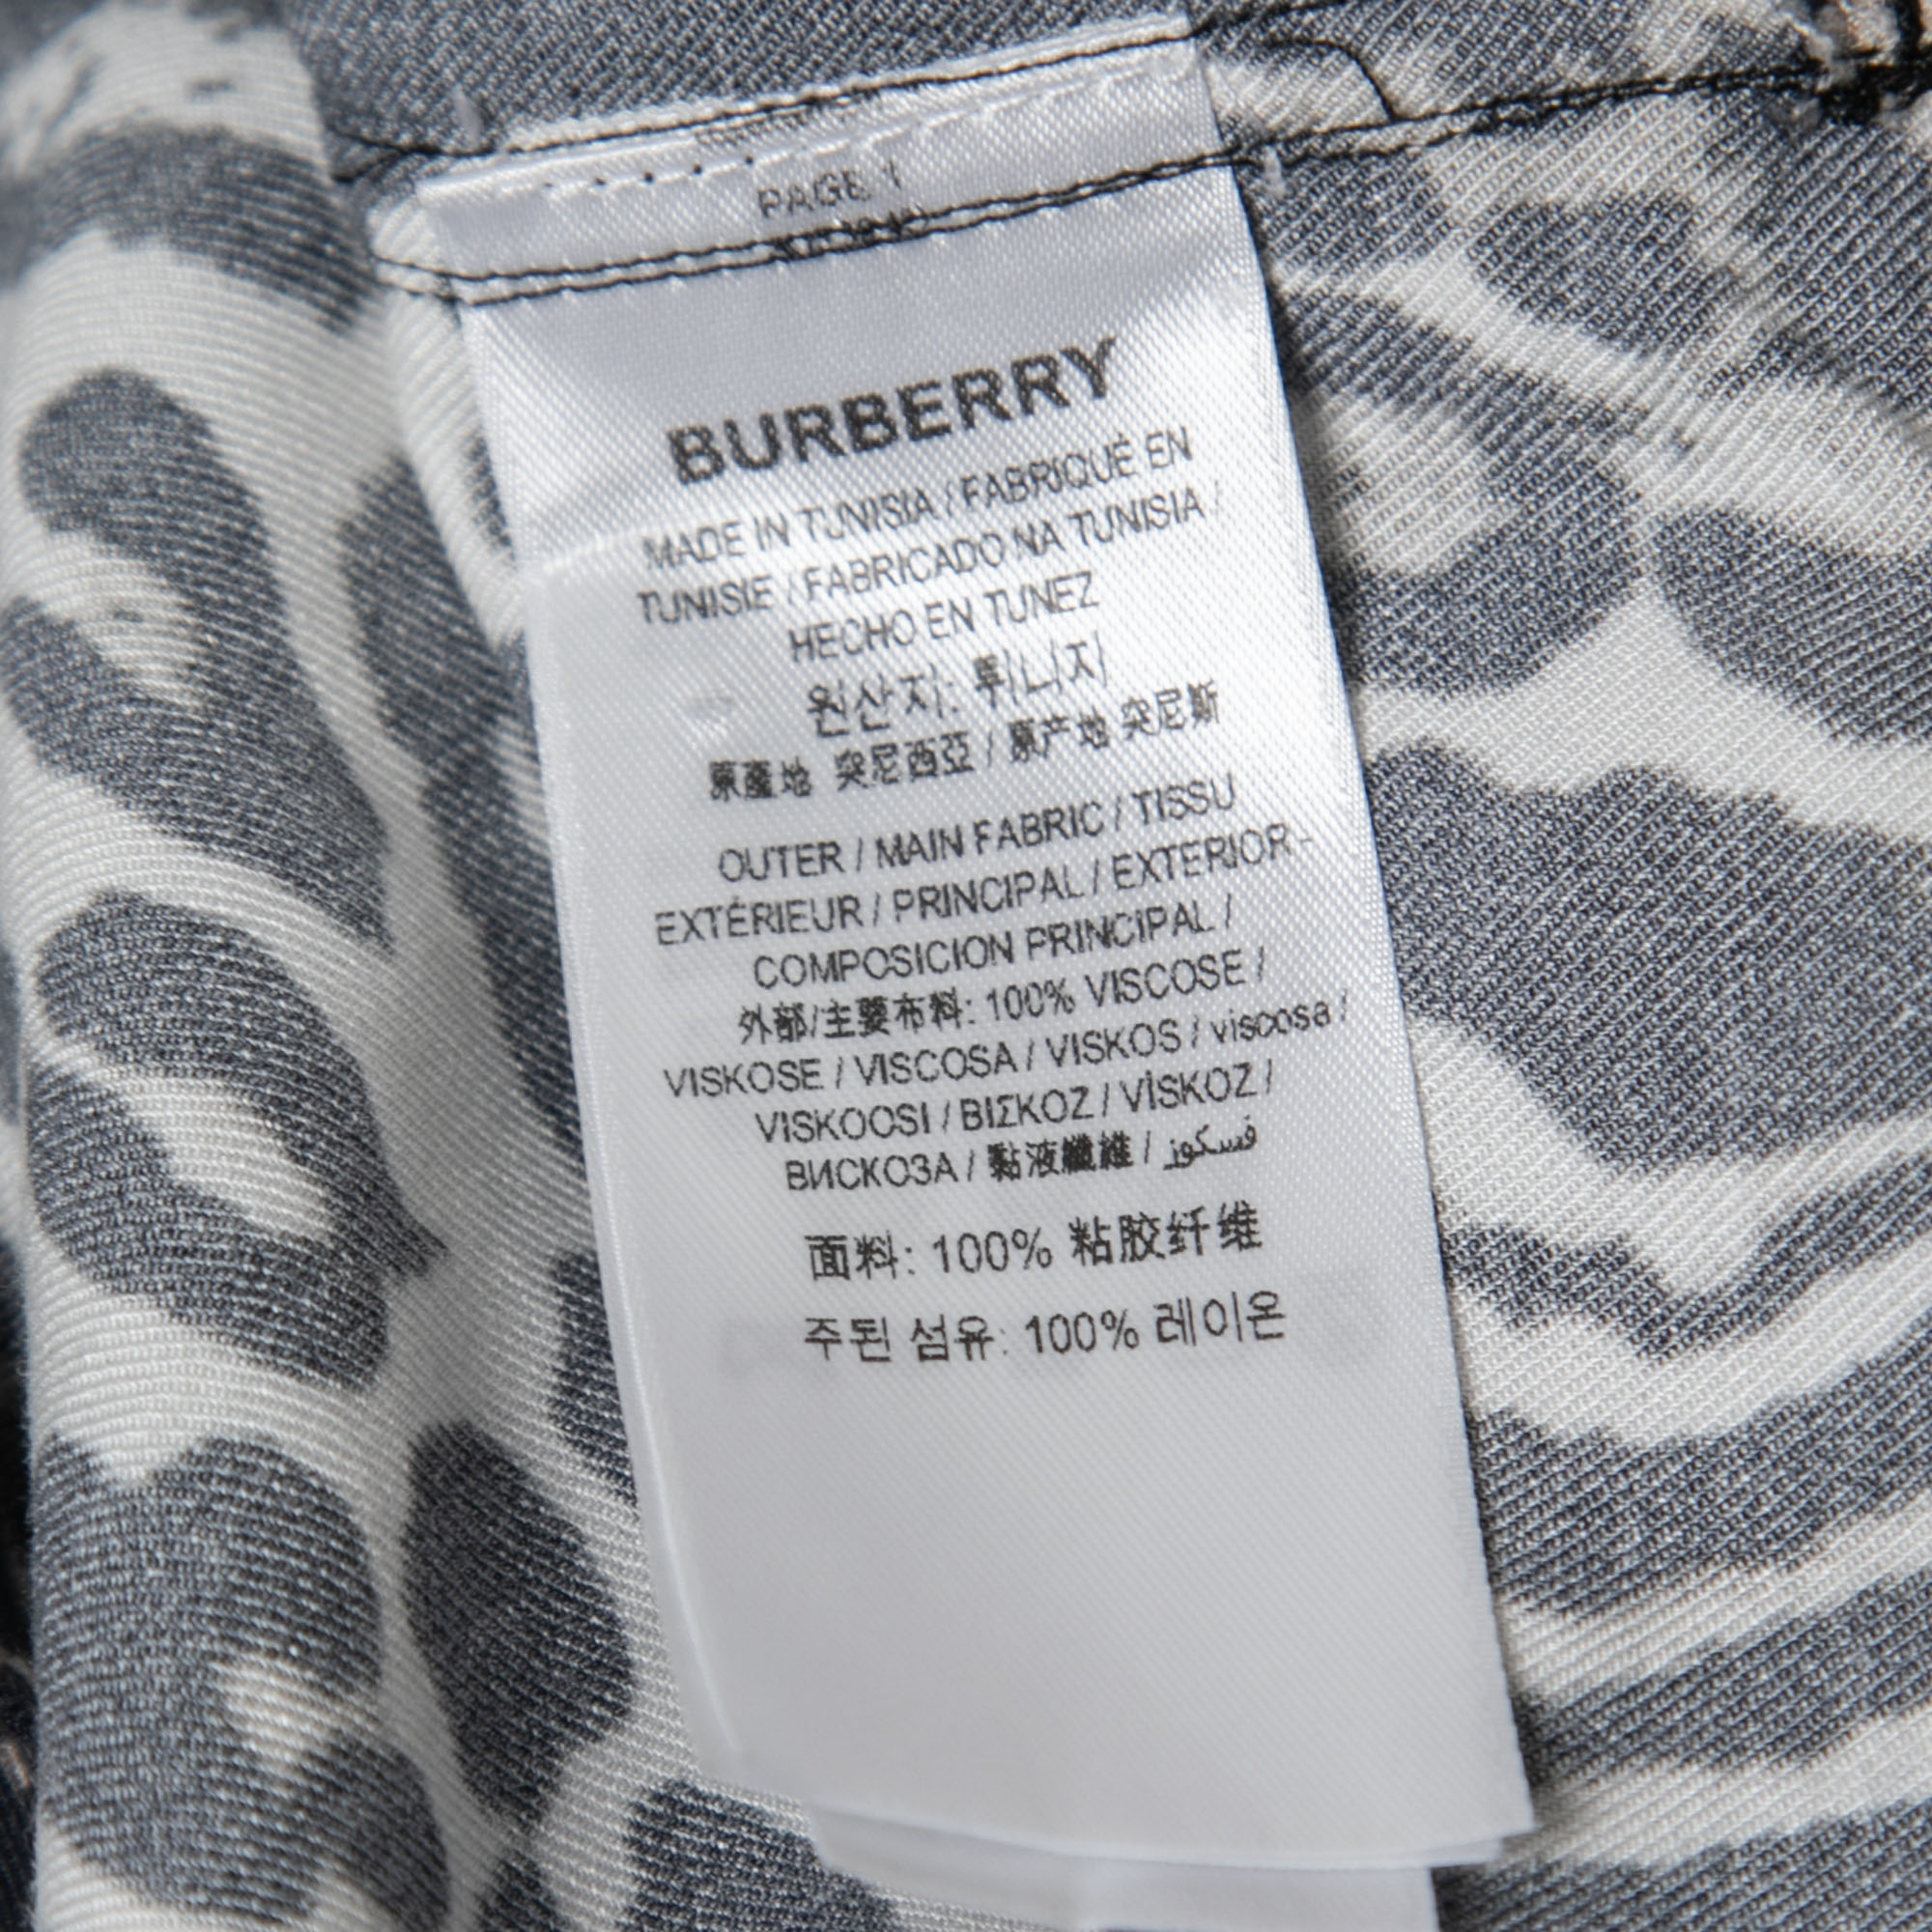 PAGE 1
BURBERRY
MADE IN TUNISIA / FABRIQUÉ EN
TUNISIE / FABRICADO NA TUNISIA /
HECHO EN TUNEZ
원산지: 튀니지
原產地 突尼西亞 / 原产地 突尼斯
OUTER / MAIN FABRIC / TISSU
EXTÉRIEUR / PRINCIPAL / EXTERIOR-
COMPOSICION PRINCIPAL /
外部/主要布料: 100% VISCOSE /
VISKOSE / VISCOSA / VISKOS / viscosa /
VISKOOSI / ΒΙΣΚΟΖ / VİSKOZ /
ВИСКОЗА / 黏液纖維 / فسكوز
面料: 100% 粘胶纤维
주된 섬유: 100% 레이온